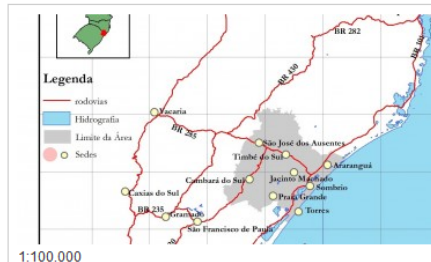 BR 282
BR 101
BR 430
Legenda
rodovias
Hidrografia
Limite da Área
Sedes
Vacaria
BR 285
São José dos Ausentes
Timbé do Sul
Araranguá
Cambará do Sul
Jacinto Machado
Sombrio
Caxias do Sul
Praia Grande
BR 235
Gramado
Torres
São Francisco de Paula
1:100.000